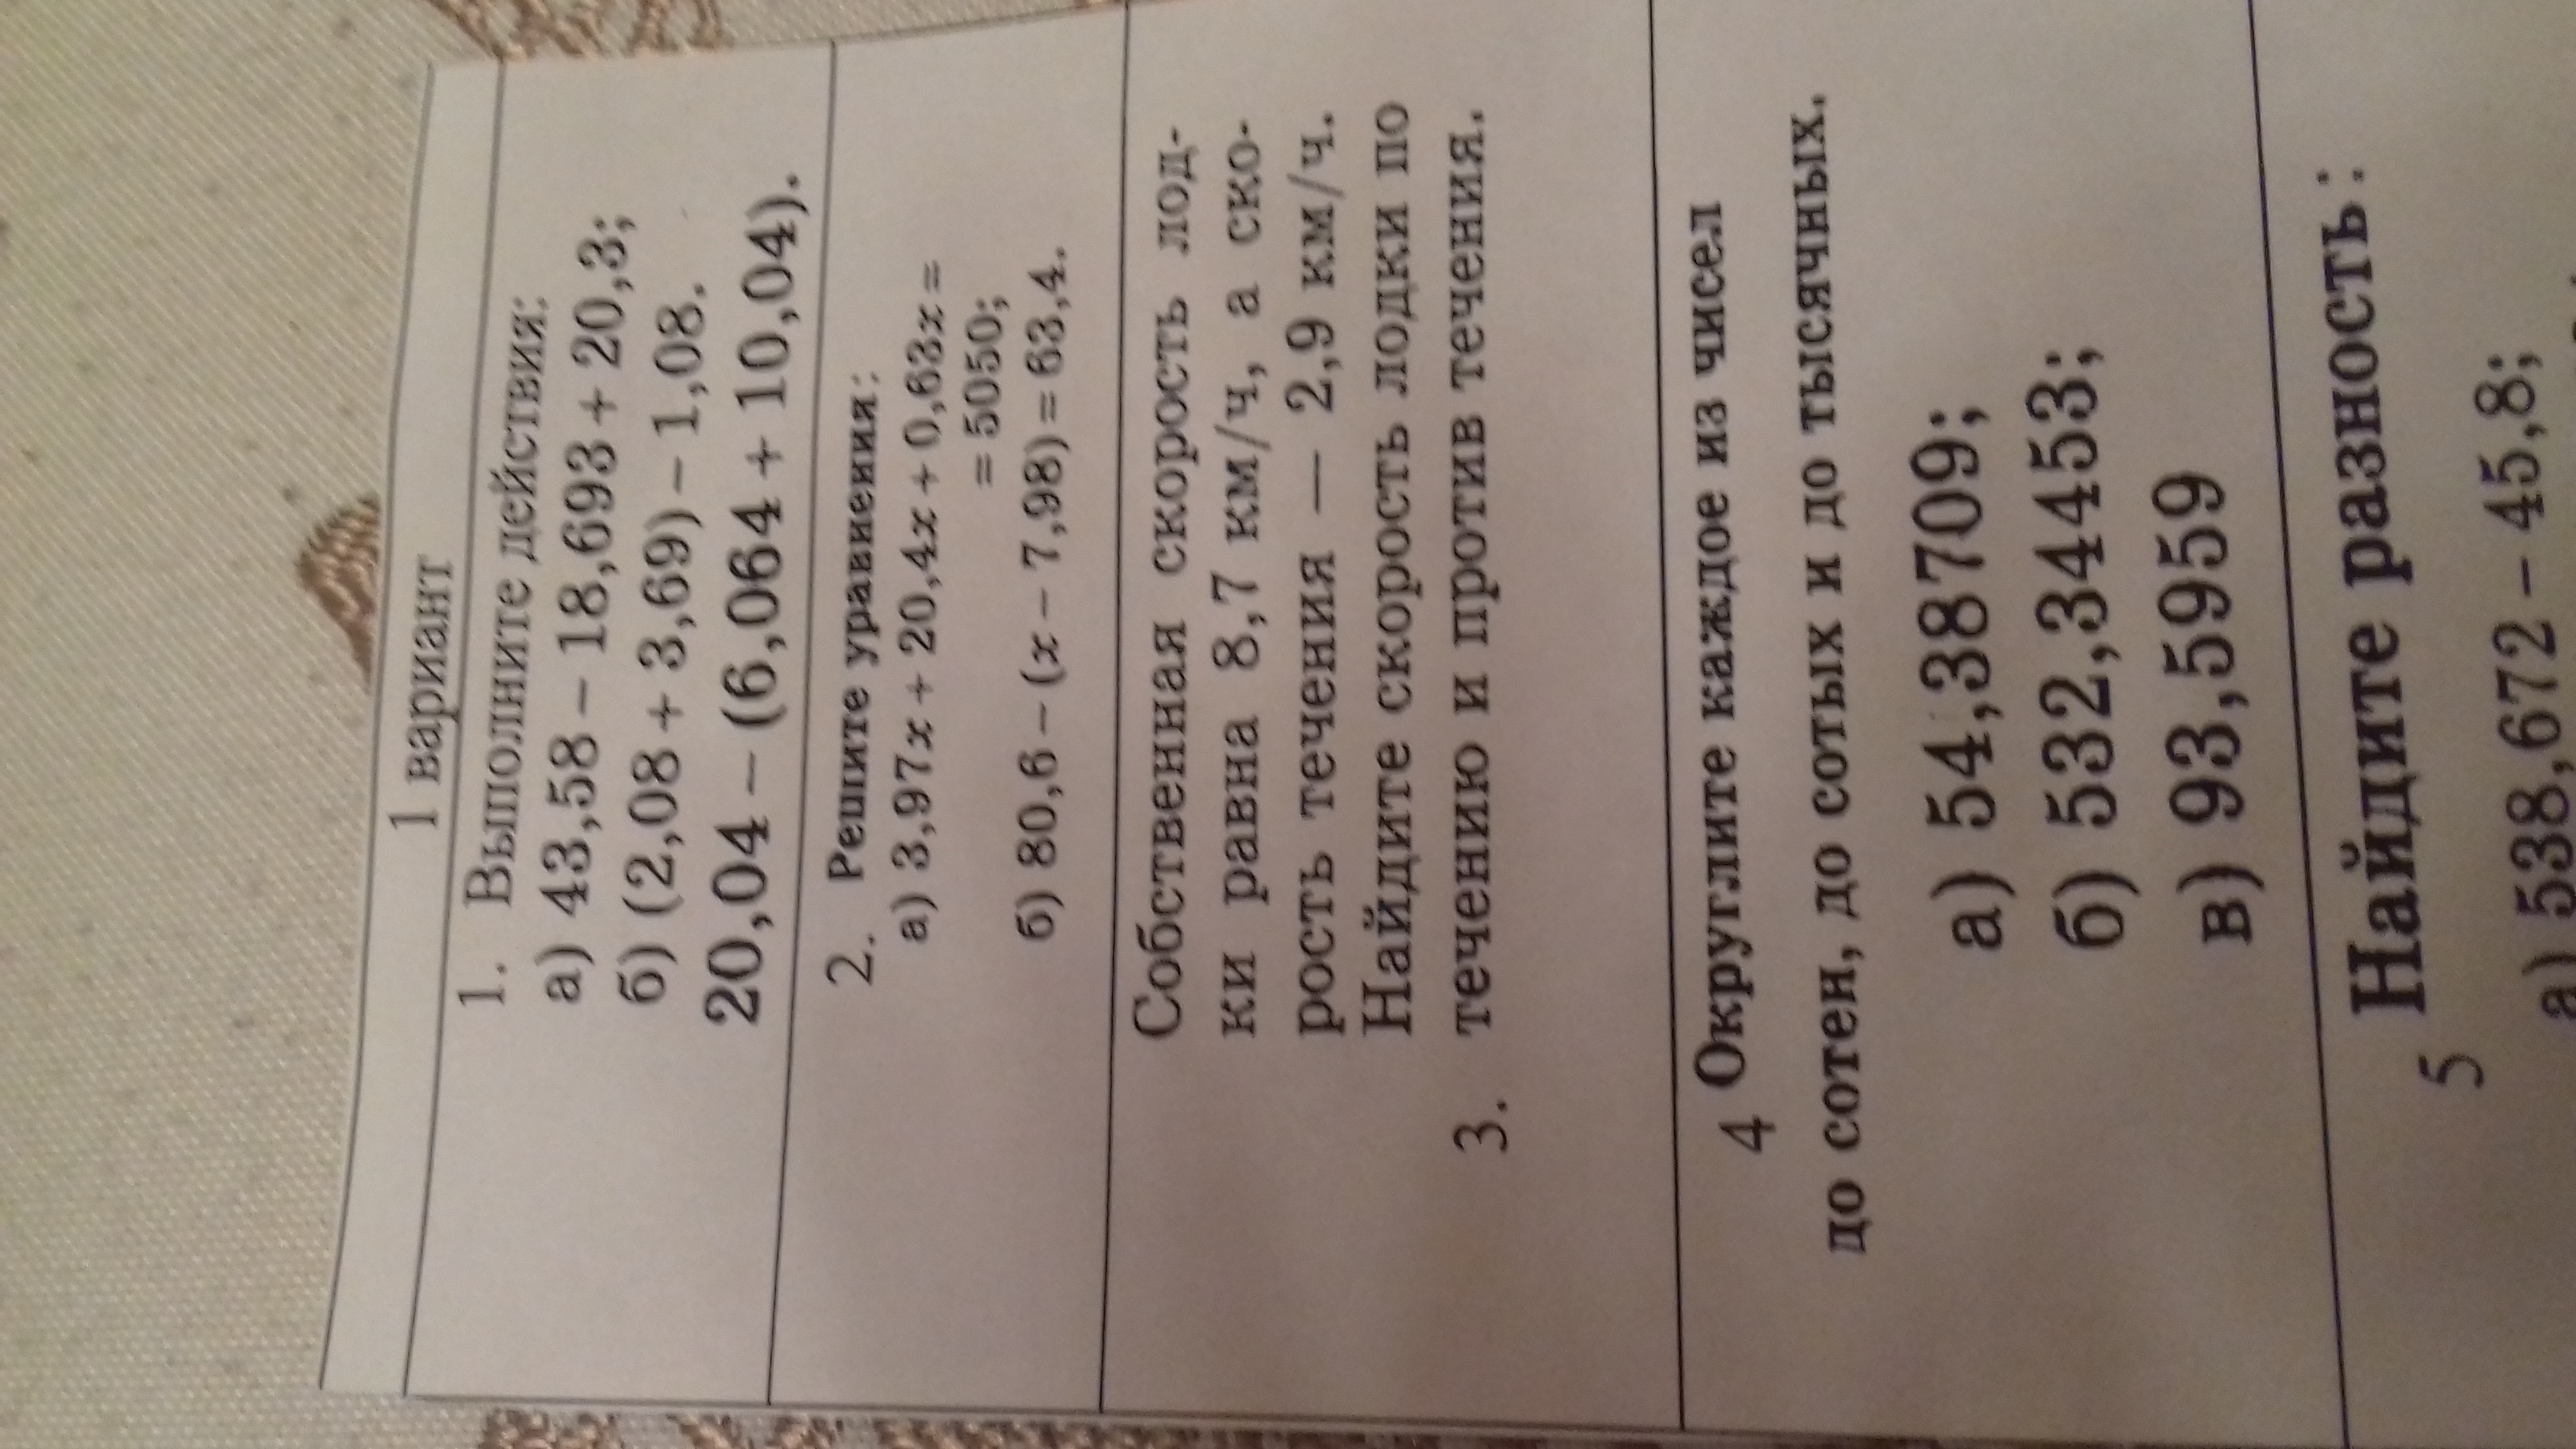 1 вариант
1. Выполните действия:
а) 43,58 – 18,693 + 20,3;
б) (2,08 + 3,69) – 1,08.
20,04 – (6,064 + 10,04).
2. Решите уравнения:
а) 3,97x + 20,4x + 0,63x =
= 5050;
б) 80,6 – (x – 7,98) = 63,4.
Собственная скорость лод-
ки равна 8,7 км/ч, а ско-
рость течения — 2,9 км/ч.
Найдите скорость лодки по
3. течению и против течения.
4 Округлите каждое из чисел
до сотен, до сотых и до тысячных.
а) 54,38709;
б) 532,34453;
в) 93,5959
5 Найдите разность:
а) 538,672 – 45,8;